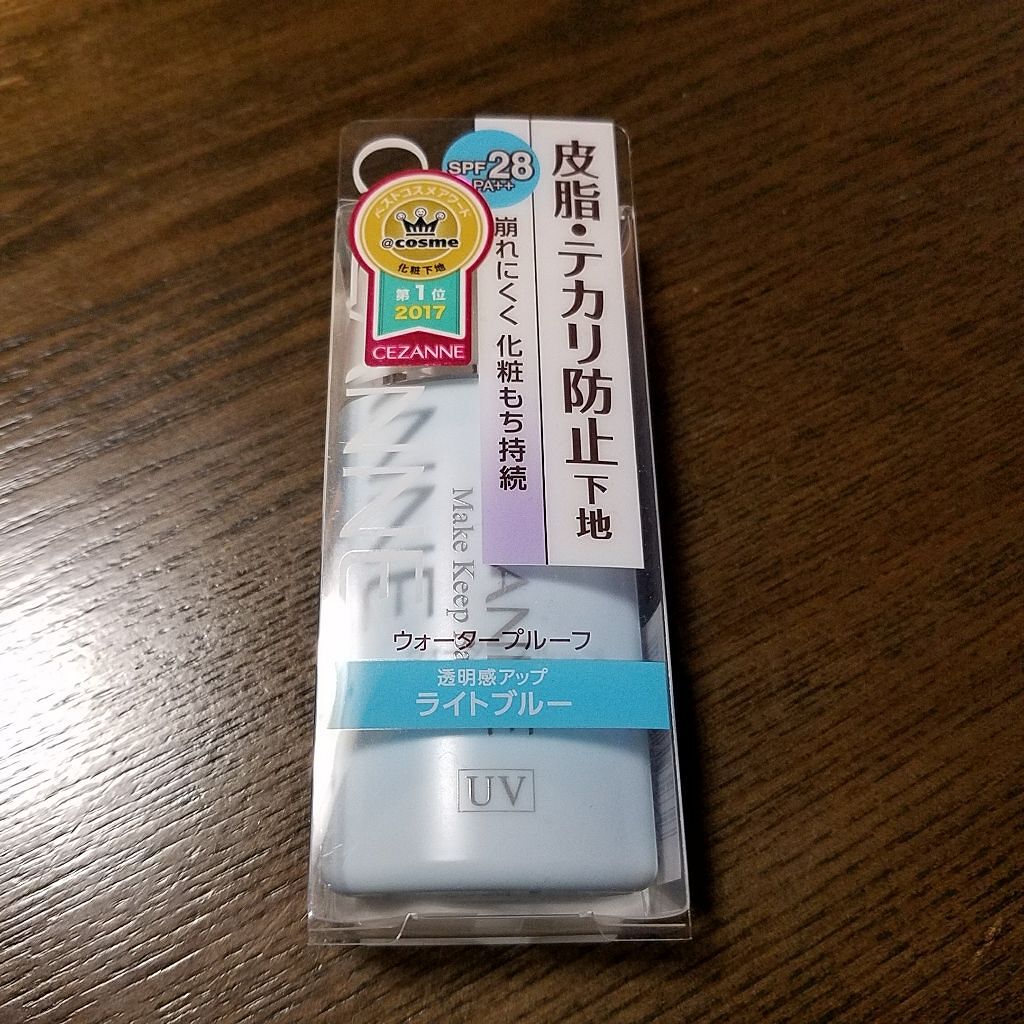 SPF28
PA++
皮脂・テカリ防止下地
崩れにくく 化粧もち持続
ベストコスメアワード
@cosme
化粧下地
第1位
2017
CEZANNE
CEZANNE
Make Keep
ウォータープルーフ
透明感アップ
ライトブルー
UV